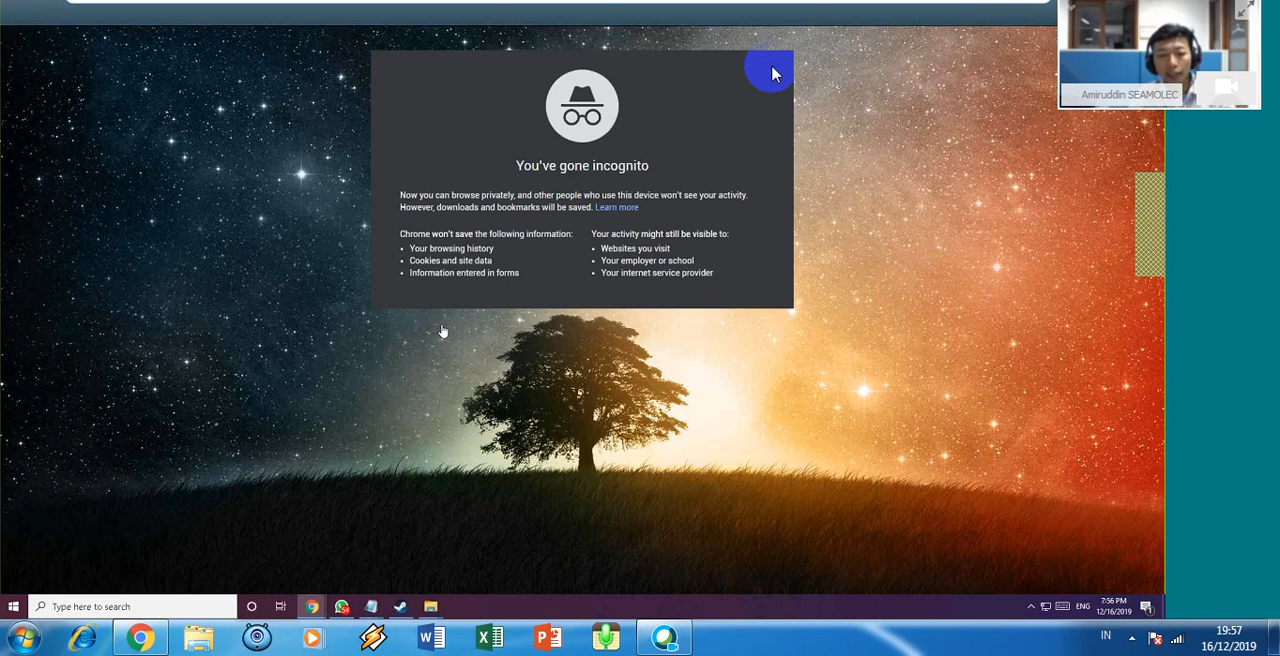 Amiruddin SEAMOLEC
You've gone incognito
Now you can browse privately, and other people who use this device won't see your activity.
However, downloads and bookmarks will be saved. Learn more
Chrome won't save the following information:
• Your browsing history
• Cookies and site data
• Information entered in forms
Your activity might still be visible to:
• Websites you visit
• Your employer or school
• Your internet service provider
Type here to search
54
ENG
7:56 PM
12/16/2019
1
IN
19:57
16/12/2019